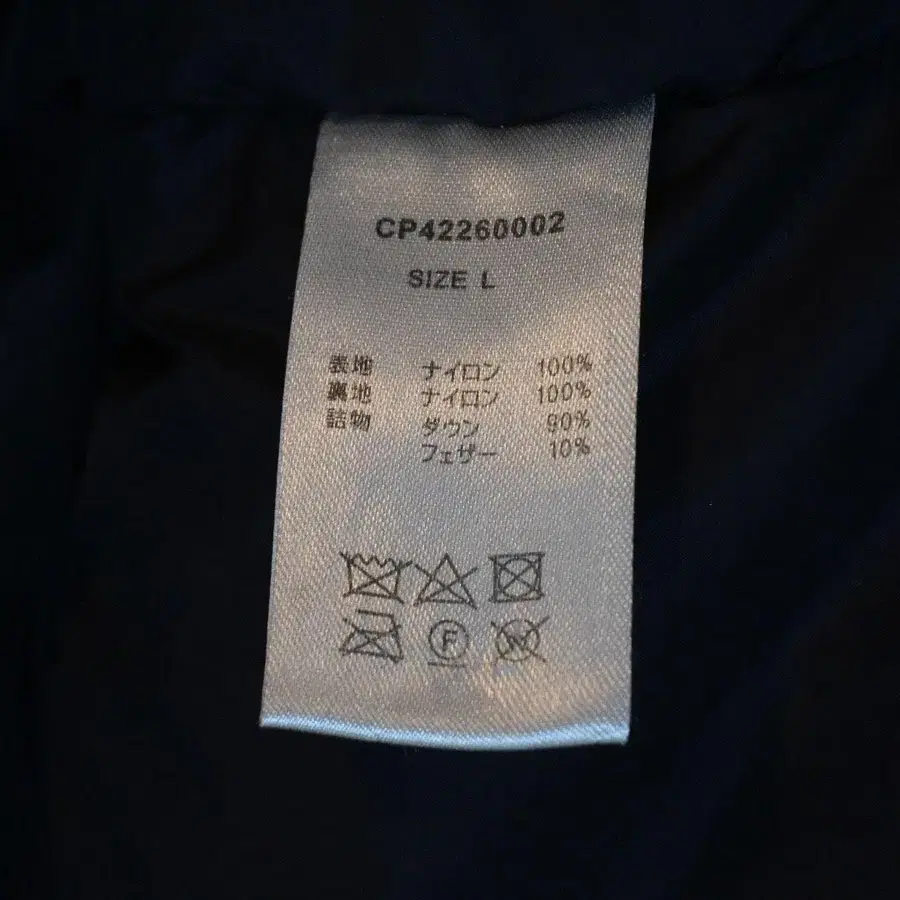 CP42260002
SIZE L
表地 ナイロン 100%
裏地 ナイロン 100%
詰物 ダウン 90%
フェザー 10%
F
W